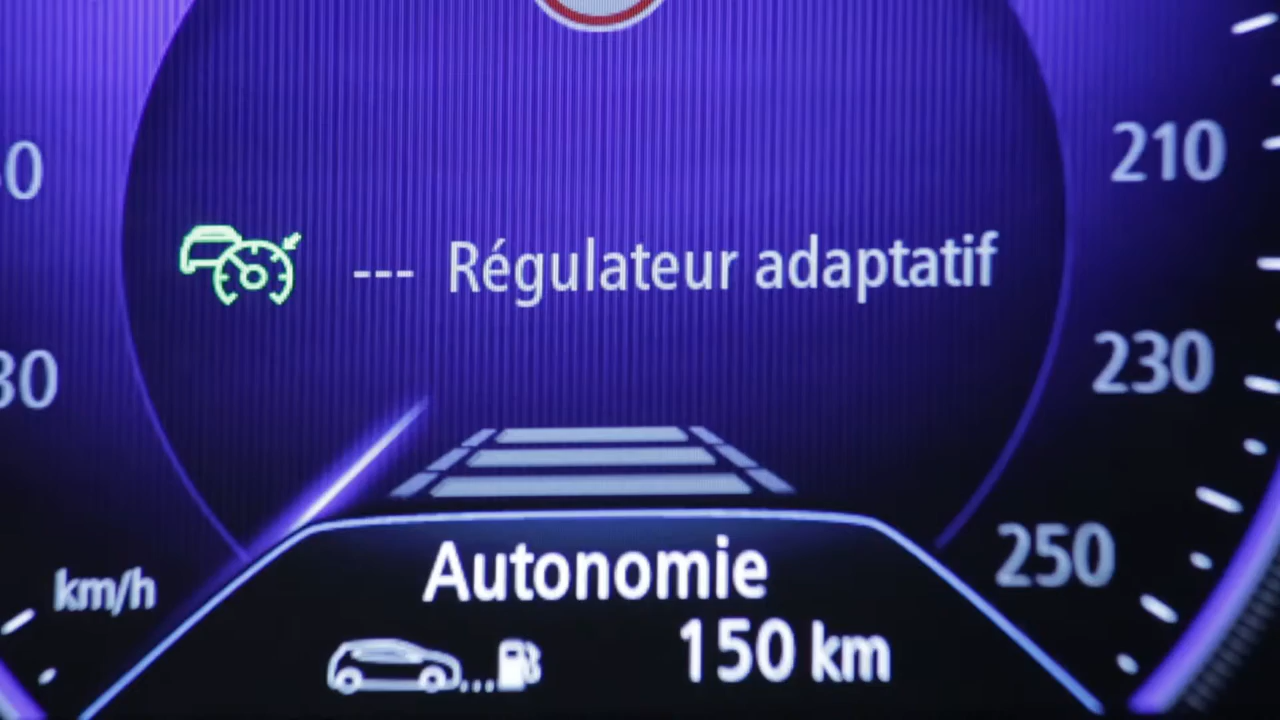 210
--- Régulateur adaptatif
230
250
km/h
Autonomie
150 km